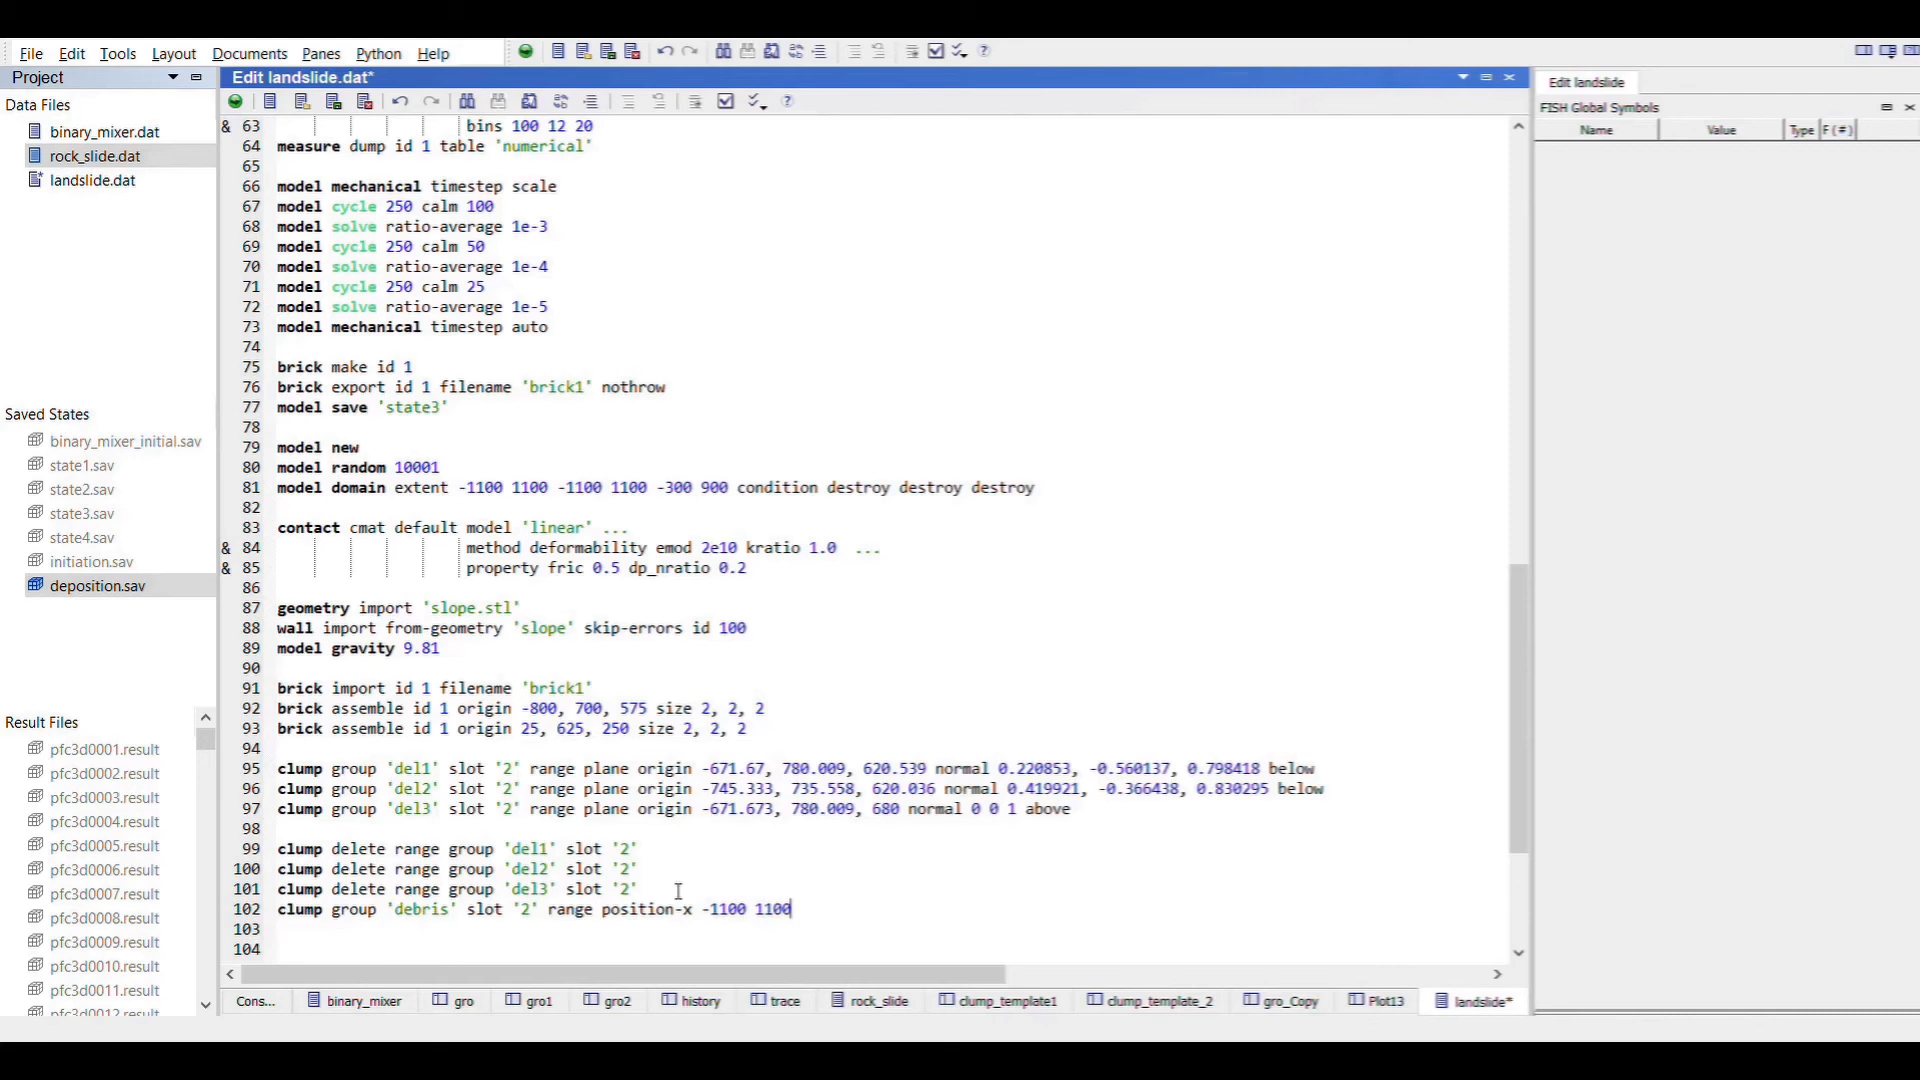 File Edit Tools Layout Documents Panes Python Help
Project
Data Files
binary_mixer.dat
rock_slide.dat
landslide.dat
Saved States
binary_mixer_initial.sav
state1.sav
state2.sav
state3.sav
state4.sav
initiation.sav
deposition.sav
Result Files
pfc3d0001.result
pfc3d0002.result
pfc3d0003.result
pfc3d0004.result
pfc3d0005.result
pfc3d0006.result
pfc3d0007.result
pfc3d0008.result
pfc3d0009.result
pfc3d0010.result
pfc3d0011.result
pfc3d0012.result
Edit landslide.dat*
& 63 bins 100 12 20
64 measure dump id 1 table 'numerical'
65
66 model mechanical timestep scale
67 model cycle 250 calm 100
68 model solve ratio-average 1e-3
69 model cycle 250 calm 50
70 model solve ratio-average 1e-4
71 model cycle 250 calm 25
72 model solve ratio-average 1e-5
73 model mechanical timestep auto
74
75 brick make id 1
76 brick export id 1 filename 'brick1' nothrow
77 model save 'state3'
78
79 model new
80 model random 10001
81 model domain extent -1100 1100 -1100 1100 -300 900 condition destroy destroy destroy
82
83 contact cmat default model 'linear' ...
& 84 method deformability emod 2e10 kratio 1.0 ...
& 85 property fric 0.5 dp_nratio 0.2
86
87 geometry import 'slope.stl'
88 wall import from-geometry 'slope' skip-errors id 100
89 model gravity 9.81
90
91 brick import id 1 filename 'brick1'
92 brick assemble id 1 origin -800, 700, 575 size 2, 2, 2
93 brick assemble id 1 origin 25, 625, 250 size 2, 2, 2
94
95 clump group 'del1' slot '2' range plane origin -671.67, 780.009, 620.539 normal 0.220853, -0.560137, 0.798418 below
96 clump group 'del2' slot '2' range plane origin -745.333, 735.558, 620.036 normal 0.419921, -0.366438, 0.830295 below
97 clump group 'del3' slot '2' range plane origin -671.673, 780.009, 680 normal 0 0 1 above
98
99 clump delete range group 'del1' slot '2'
100 clump delete range group 'del2' slot '2'
101 clump delete range group 'del3' slot '2'
102 clump group 'debris' slot '2' range position-x -1100 1100
103
104
Cons... binary_mixer gro gro1 gro2 history trace rock_slide clump_template1 clump_template_2 gro_Copy Plot13 landslide*
Edit landslide
FISH Global Symbols
Name Value Type F(#)